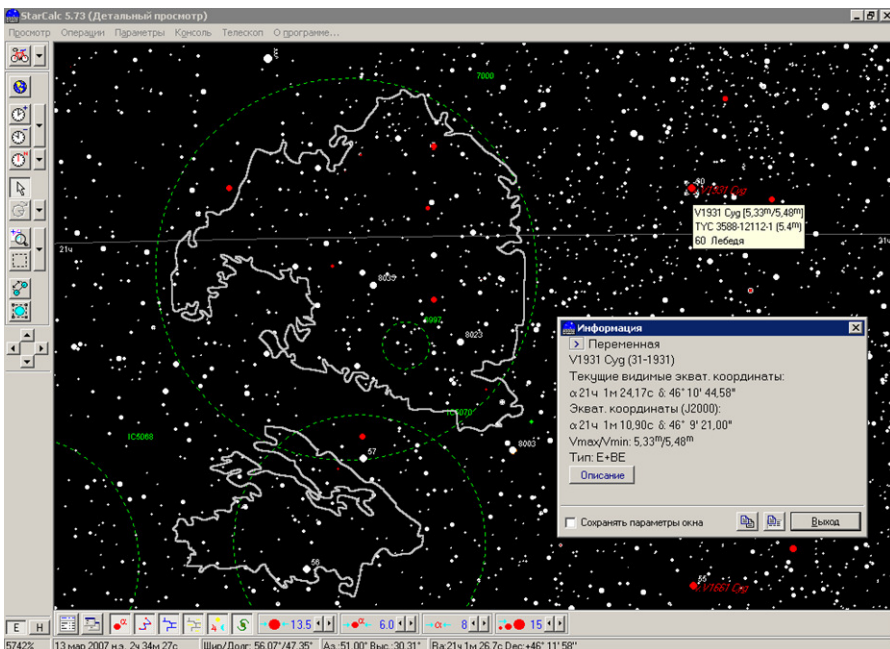 StarCalc 5.73 (Детальный просмотр)
Просмотр Операции Параметры Консоль Телескоп О программе...
ξ
7000
60
V1931 Cyg
V1931 Cyg (5,33m/5,48m)
TYC 3588-12112-1 (5.4m)
60 Лебедя
21ч
21ч
8035
6997
8023
Информация
> Переменная
V1931 Cyg (31-1931)
Текущие видимые экват. координаты:
α 21ч 1м 24,17с δ: 46° 10' 44,58"
Экват. координаты (J2000):
α 21ч 1м 10,90с δ: 46° 9' 21,00"
Vmax/Vmin: 5,33m/5,48m
Тип: E+BE
Описание
Сохранять параметры окна
Выход
IC5070
IC5068
8003
57
56
55
V1661 Cyg
E H
α 13.5 α 6.0 α 8 15
5742% 13 мар 2007 н.э. 2ч 34м 27с Шир/Долг: 56.07°/47.35° Аз.:51.00° Выс.:30.31° Ra:21ч 1м 26.7с Dec:+46° 11' 58"